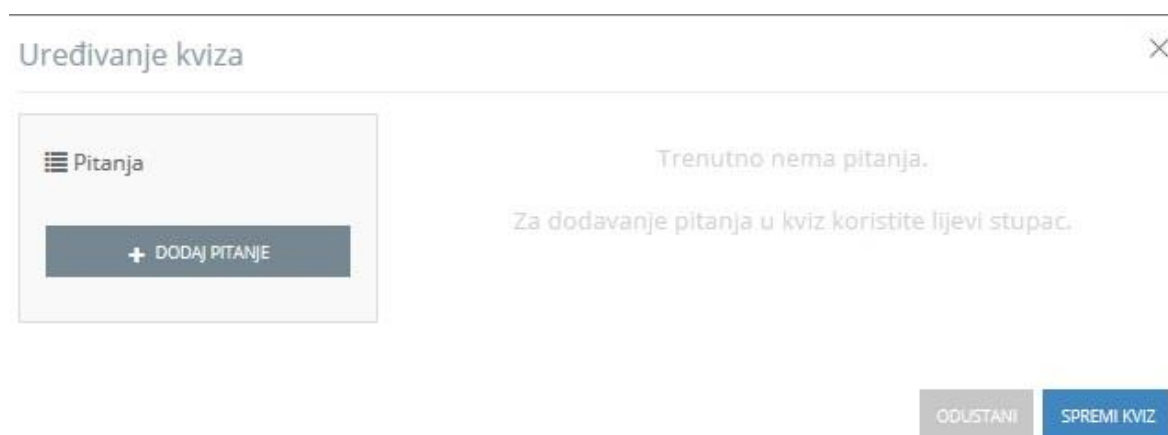 Uređivanje kviza
Pitanja
+ DODAJ PITANJE
Trenutno nema pitanja.
Za dodavanje pitanja u kviz koristite lijevi stupac.
ODUSTANI
SPREMI KVIZ